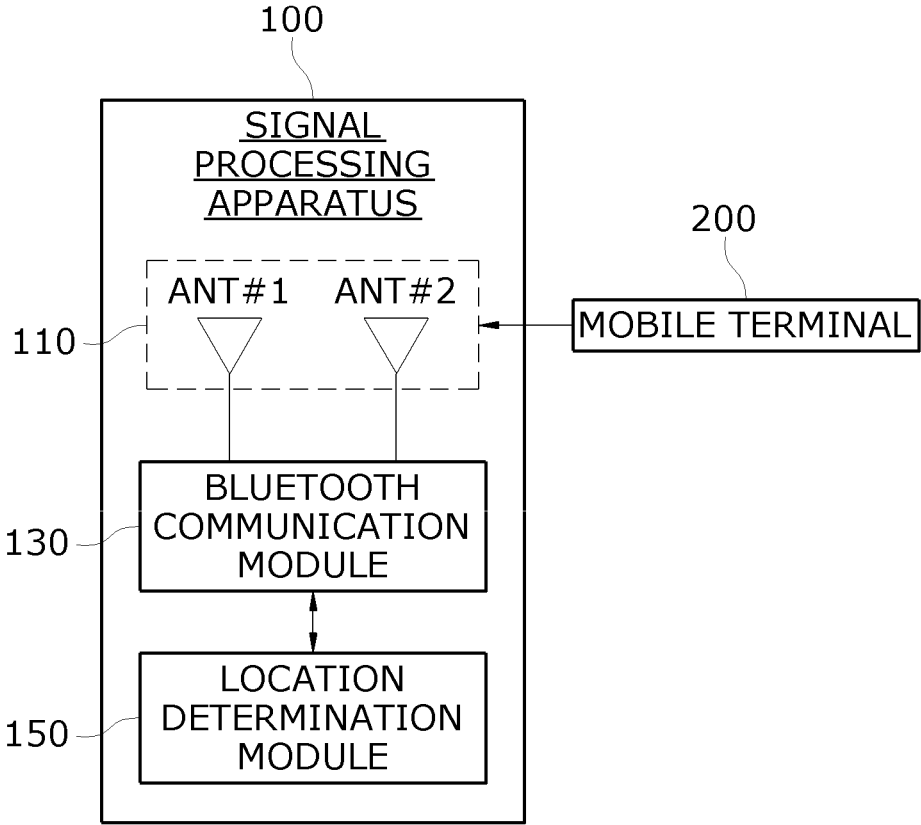 100
SIGNAL
PROCESSING
APPARATUS
200
ANT#1 ANT#2
MOBILE TERMINAL
110
BLUETOOTH
COMMUNICATION
MODULE
130
LOCATION
DETERMINATION
MODULE
150